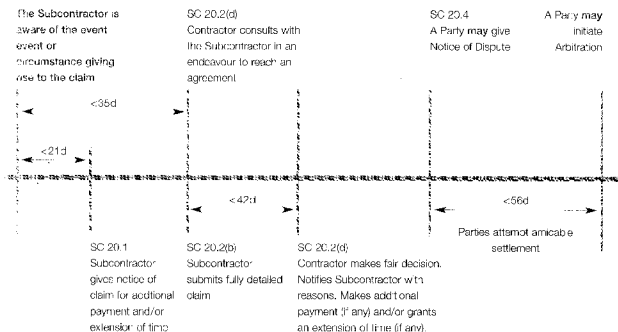 The Subcontractor is
aware of the event
event or
circumstance giving
rise to the claim
SC 20.2(d)
Contractor consults with
the Subcontractor in an
endeavour to reach an
agreement
SC 20.4
A Party may give
Notice of Dispute
A Party may
initiate
Arbitration
<35d
<21d
<42d
<56d
Parties attempt amicable
settlement
SC 20.1
Subcontractor
gives notice of
claim for additional
payment and/or
extension of time
SC 20.2(b)
Subcontractor
submits fully detailed
claim
SC 20.2(d)
Contractor makes fair decision.
Notifies Subcontractor with
reasons. Makes additional
payment (if any) and/or grants
an extension of time (if any).